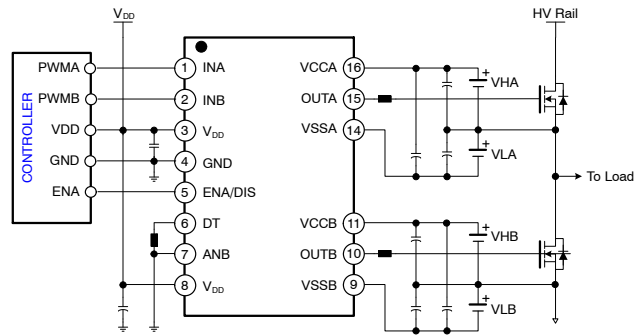 VDD
HV Rail
CONTROLLER
PWMA
PWMB
VDD
GND
ENA
1 INA
2 INB
3 VDD
4 GND
5 ENA/DIS
6 DT
7 ANB
8 VDD
VCCA 16
OUTA 15
VSSA 14
VCCB 11
OUTB 10
VSSB 9
+ VHA
+ VLA
To Load
+ VHB
+ VLB